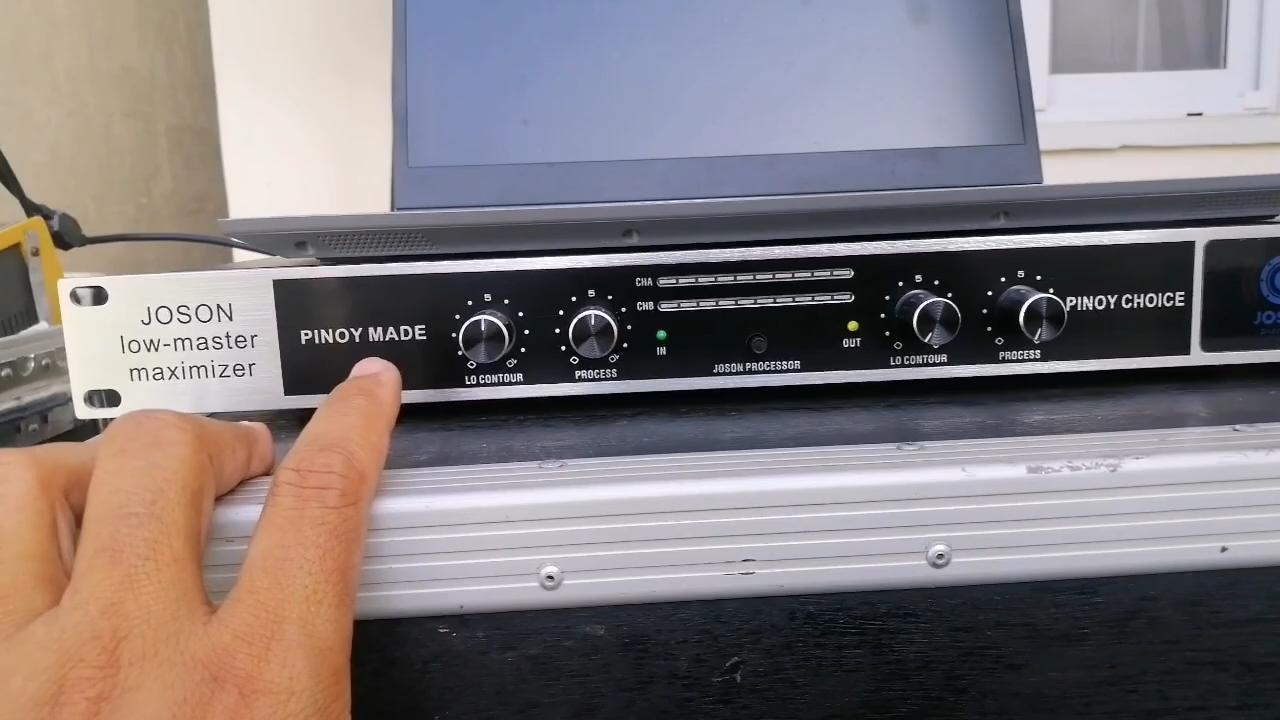 JOSON
low-master
maximizer
PINOY MADE
5
LO CONTOUR
5
PROCESS
CHA
CHB
IN
JOSON PROCESSOR
OUT
5
LO CONTOUR
5
PROCESS
PINOY CHOICE